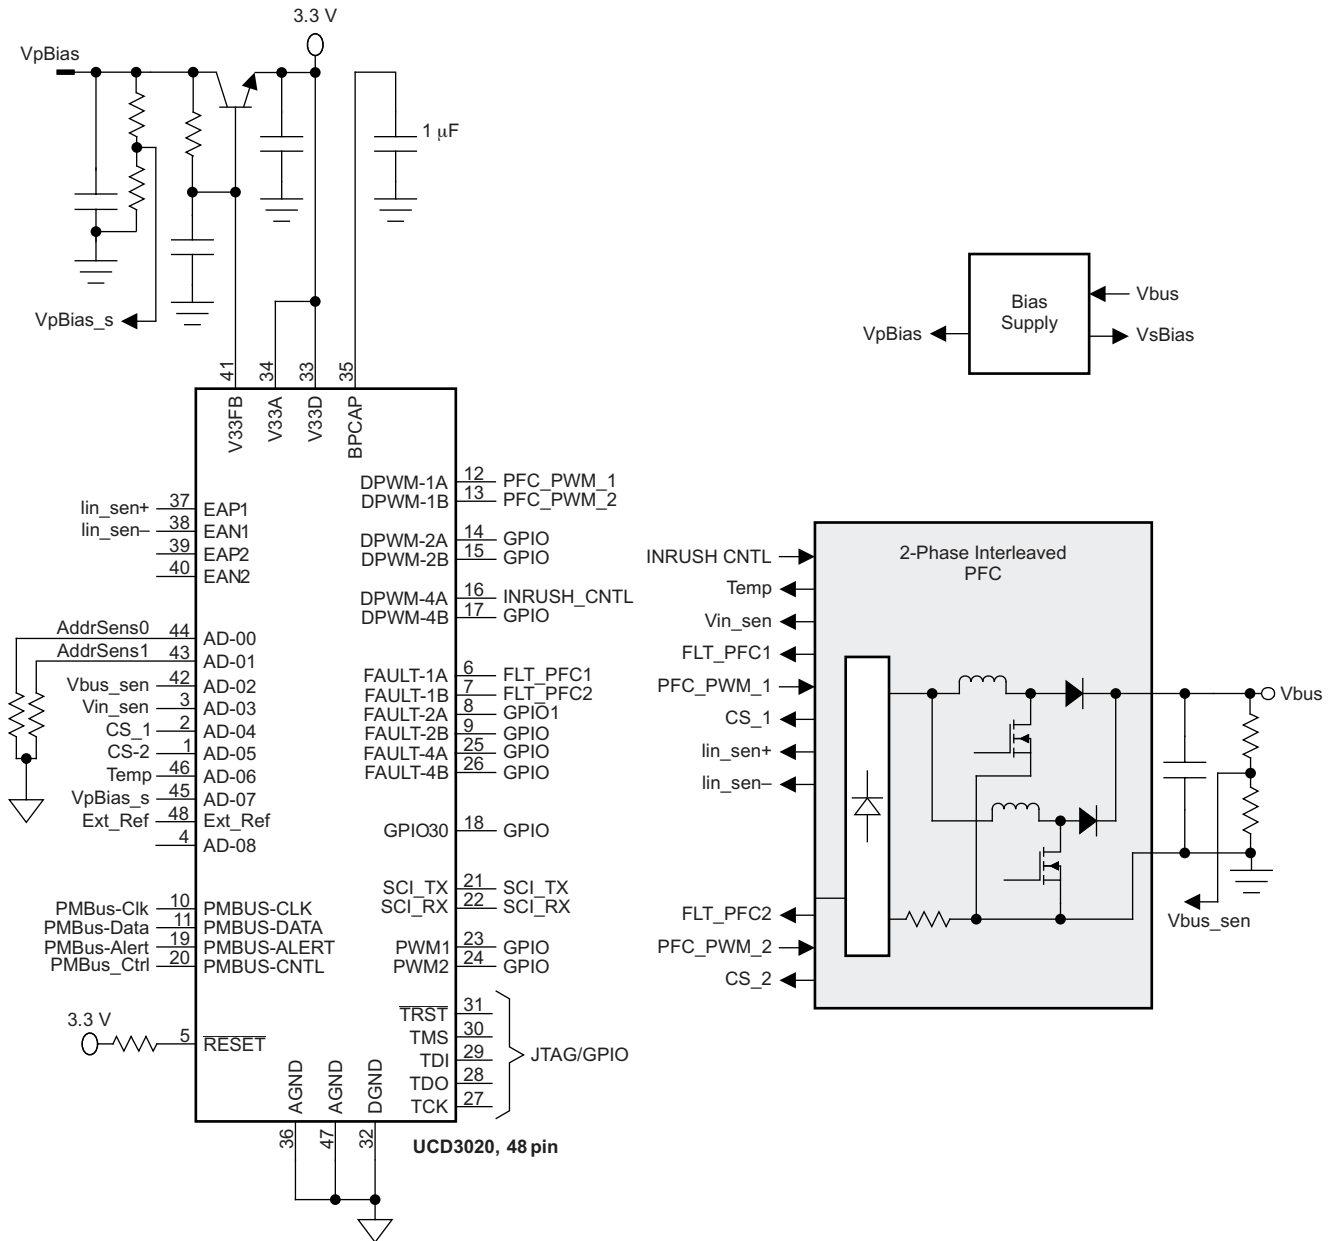 3.3 V
VpBias
1 μF
VpBias_s
41
34
33
35
V33FB
V33A
V33D
BPCAP
Iin_sen+ 37 EAP1
Iin_sen– 38 EAN1
39 EAP2
40 EAN2
AddrSens0 44 AD-00
AddrSens1 43 AD-01
Vbus_sen 42 AD-02
Vin_sen 3 AD-03
CS_1 2 AD-04
CS-2 1 AD-05
Temp 46 AD-06
VpBias_s 45 AD-07
Ext_Ref 48 Ext_Ref
4 AD-08
PMBus-Clk 10 PMBUS-CLK
PMBus-Data 11 PMBUS-DATA
PMBus-Alert 19 PMBUS-ALERT
PMBus_Ctrl 20 PMBUS-CNTL
3.3 V
5 RESET
DPWM-1A 12 PFC_PWM_1
DPWM-1B 13 PFC_PWM_2
DPWM-2A 14 GPIO
DPWM-2B 15 GPIO
DPWM-4A 16 INRUSH_CNTL
DPWM-4B 17 GPIO
FAULT-1A 6 FLT_PFC1
FAULT-1B 7 FLT_PFC2
FAULT-2A 8 GPIO1
FAULT-2B 9 GPIO
FAULT-4A 25 GPIO
FAULT-4B 26 GPIO
GPIO30 18 GPIO
SCI_TX 21 SCI_TX
SCI_RX 22 SCI_RX
PWM1 23 GPIO
PWM2 24 GPIO
TRST 31
TMS 30
TDI 29
TDO 28
TCK 27
JTAG/GPIO
AGND
AGND
DGND
36
47
32
UCD3020, 48 pin
Bias
Supply
Vbus
VpBias
VsBias
2-Phase Interleaved
PFC
INRUSH CNTL
Temp
Vin_sen
FLT_PFC1
PFC_PWM_1
CS_1
Iin_sen+
Iin_sen–
FLT_PFC2
PFC_PWM_2
CS_2
Vbus
Vbus_sen